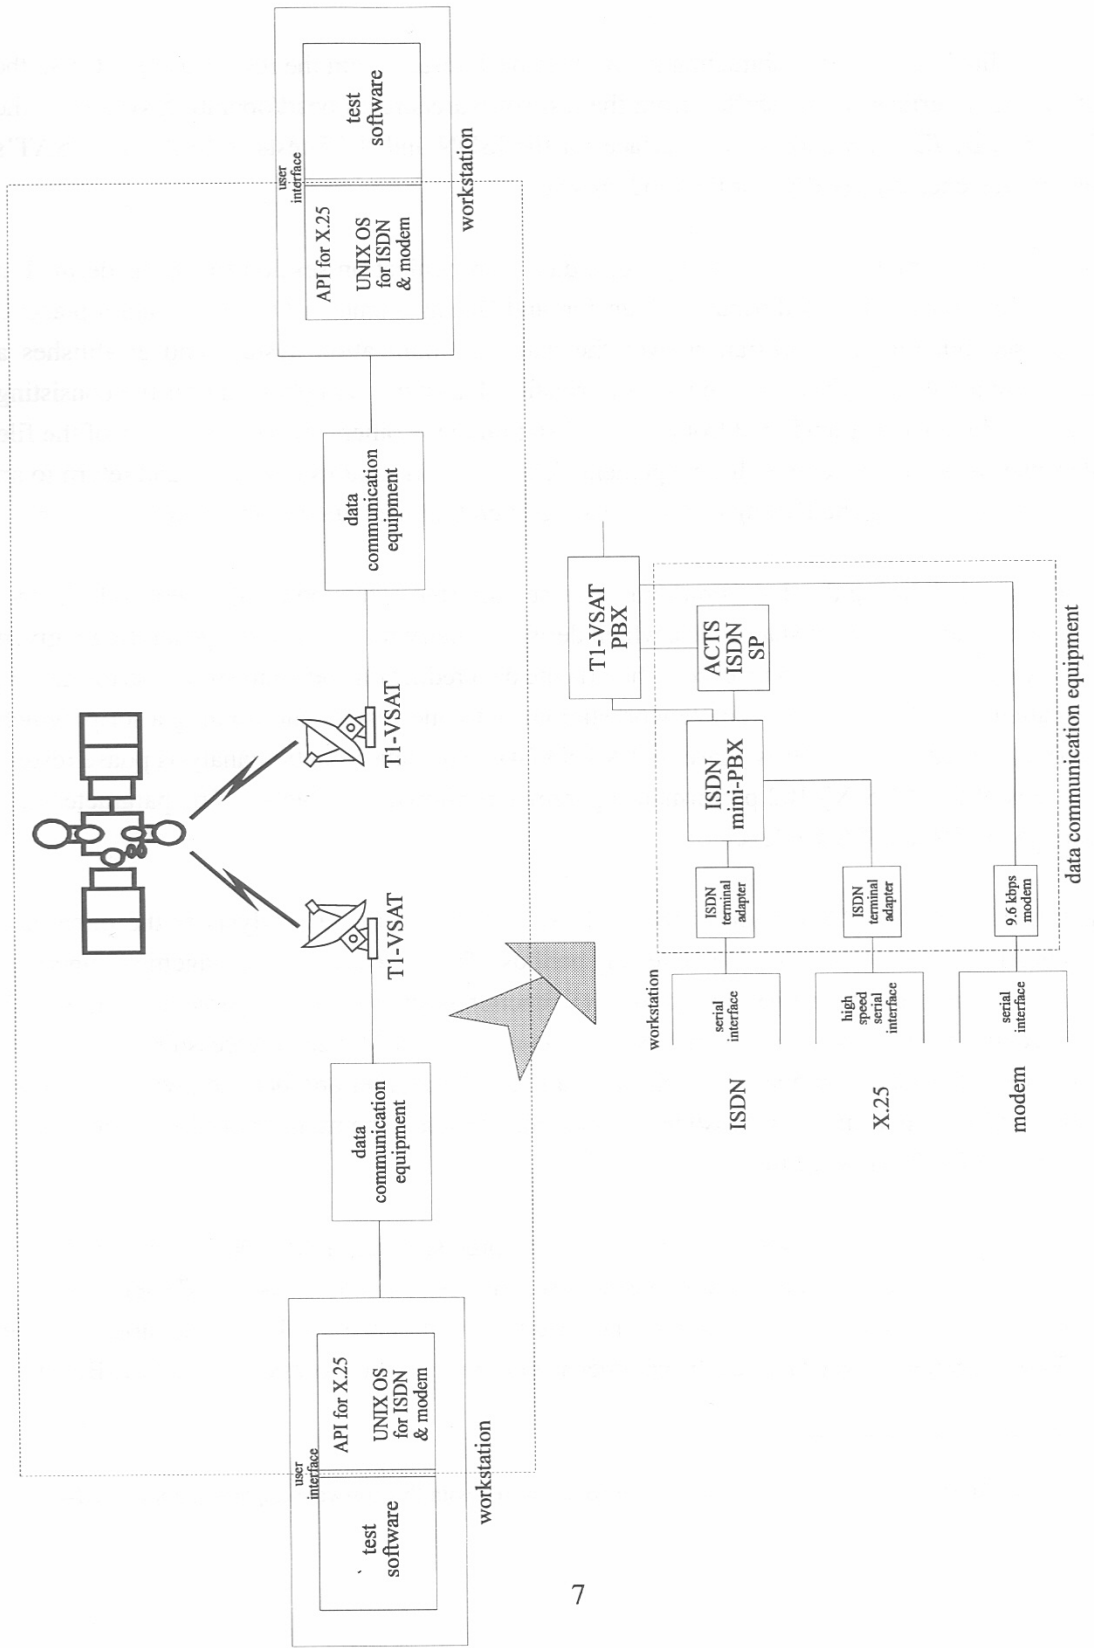 test
software
user
interface
API for X.25
UNIX OS
for ISDN
& modem
workstation
data
communication
equipment
T1-VSAT
T1-VSAT
data
communication
equipment
user
interface
API for X.25
UNIX OS
for ISDN
& modem
test
software
workstation
workstation
ISDN
serial
interface
ISDN
terminal
adapter
ISDN
mini-PBX
ACTS
ISDN
SP
T1-VSAT
PBX
X.25
high
speed
serial
interface
ISDN
terminal
adapter
modem
serial
interface
9.6 kbps
modem
data communication equipment
7